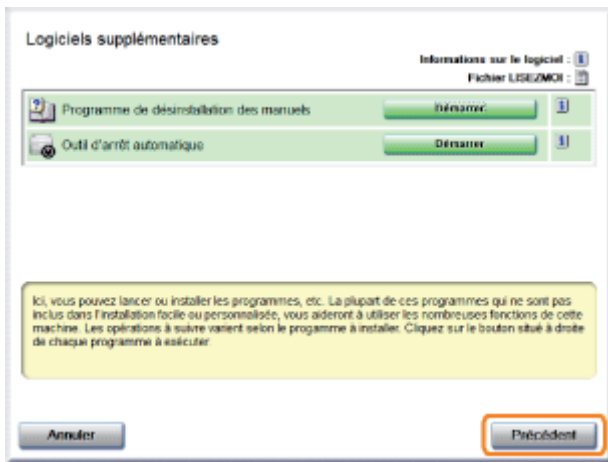 Logiciels supplémentaires
Informations sur le logiciel :
Fichier LISEZMOI :
Programme de désinstallation des manuels
Démarrer
Outil d'arrêt automatique
Démarrer
Ici, vous pouvez lancer ou installer les programmes, etc. La plupart de ces programmes qui ne sont pas
inclus dans l'installation facile ou personnalisée, vous aideront à utiliser les nombreuses fonctions de cette
machine. Les opérations à suivre varient selon le progamme à installer. Cliquez sur le bouton situé à droite
de chaque programme à exécuter
Annuler
Précédent